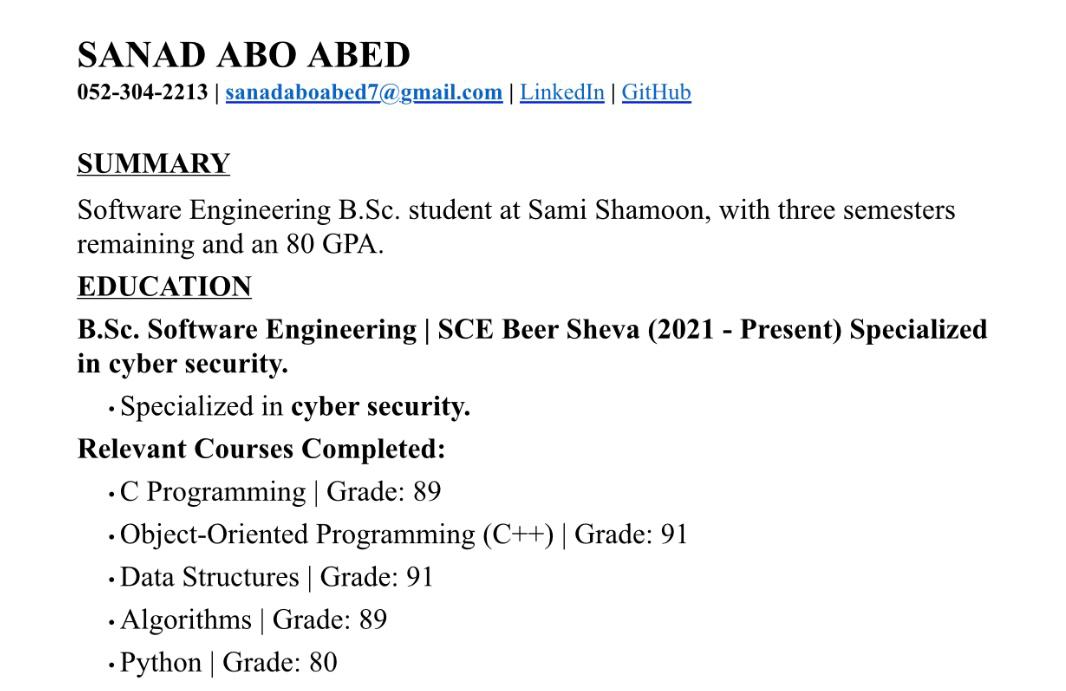 SANAD ABO ABED
052-304-2213 | sanadaboabed7@gmail.com | LinkedIn | GitHub
SUMMARY
Software Engineering B.Sc. student at Sami Shamoon, with three semesters
remaining and an 80 GPA.
EDUCATION
B.Sc. Software Engineering | SCE Beer Sheva (2021 - Present) Specialized
in cyber security.
• Specialized in cyber security.
Relevant Courses Completed:
• C Programming | Grade: 89
• Object-Oriented Programming (C++) | Grade: 91
• Data Structures | Grade: 91
• Algorithms | Grade: 89
• Python | Grade: 80